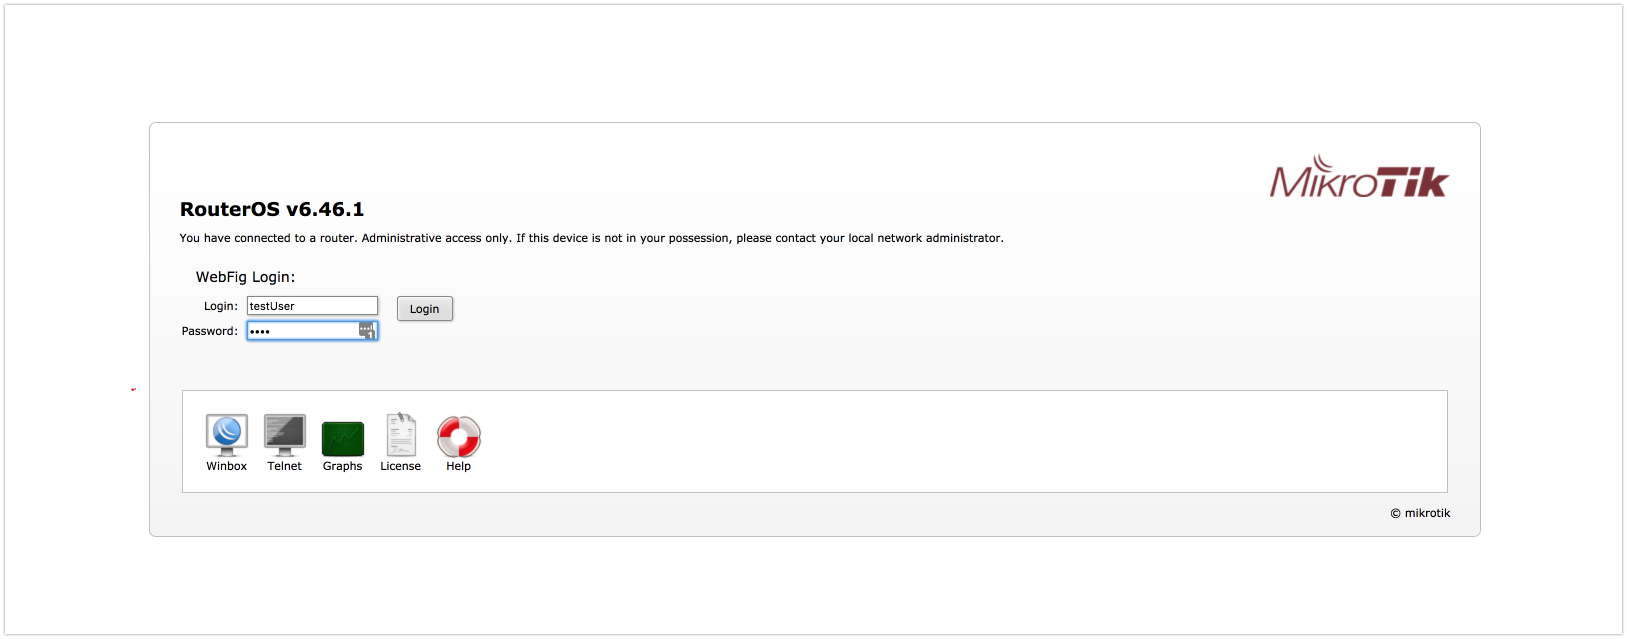 MikroTik
RouterOS v6.46.1
You have connected to a router. Administrative access only. If this device is not in your possession, please contact your local network administrator.
WebFig Login:
Login: testUser
Login
Password: ••••
1
Winbox Telnet Graphs License Help
© mikrotik